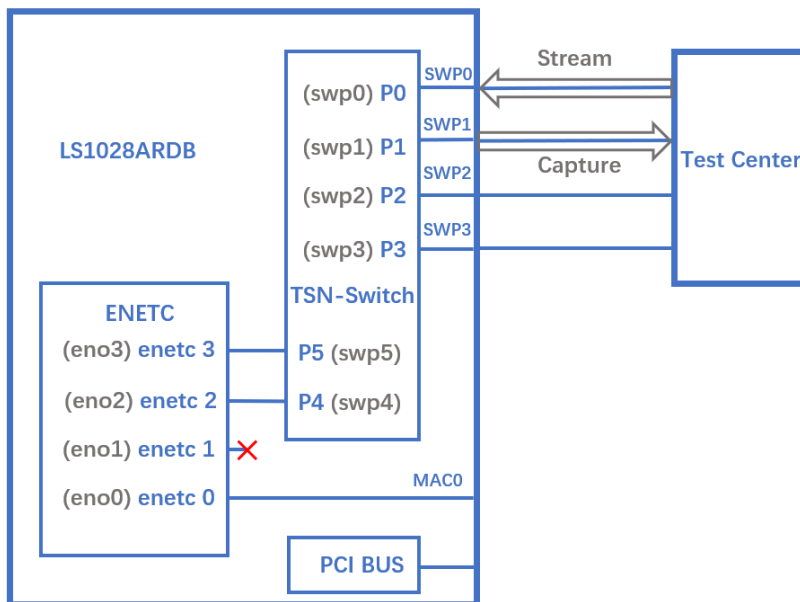 SWP0
Stream
(swp0) P0
SWP1
LS1028ARDB
(swp1) P1
Capture
Test Center
SWP2
(swp2) P2
SWP3
(swp3) P3
TSN-Switch
ENETC
(eno3) enetc 3
P5 (swp5)
(eno2) enetc 2
P4 (swp4)
(eno1) enetc 1
(eno0) enetc 0
MAC0
PCI BUS